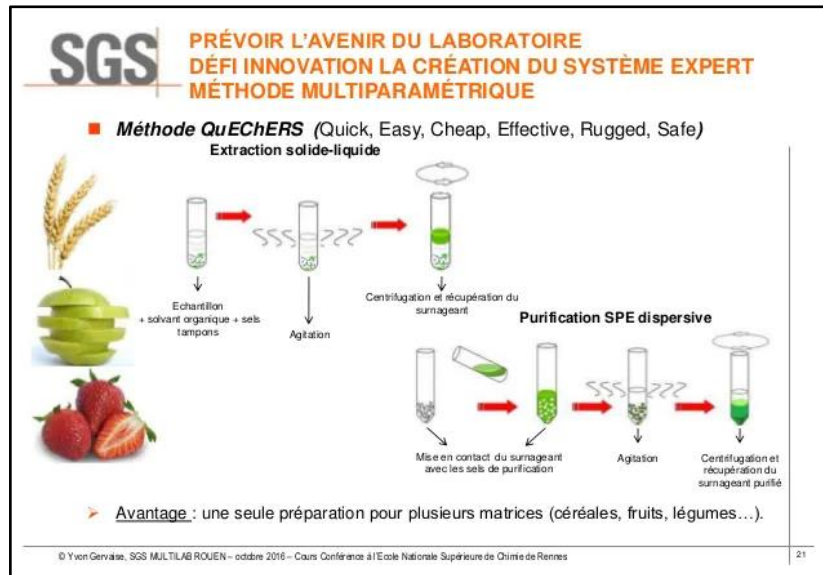 SGS
PRÉVOIR L'AVENIR DU LABORATOIRE
DÉFI INNOVATION LA CRÉATION DU SYSTÈME EXPERT
MÉTHODE MULTIPARAMÉTRIQUE
Méthode QuEChERS (Quick, Easy, Cheap, Effective, Rugged, Safe)
Extraction solide-liquide
Echantillon
+ solvant organique + sels
tampons
Agitation
Centrifugation et récupération du
surnageant
Purification SPE dispersive
Mise en contact du surnageant
avec les sels de purification
Agitation
Centrifugation et
récupération du
surnageant purifié
Avantage : une seule préparation pour plusieurs matrices (céréales, fruits, légumes…).
© Yvon Gervaise, SGS MULTILAB ROUEN – octobre 2016 – Cours Conférence à l'Ecole Nationale Supérieure de Chimie de Rennes
21